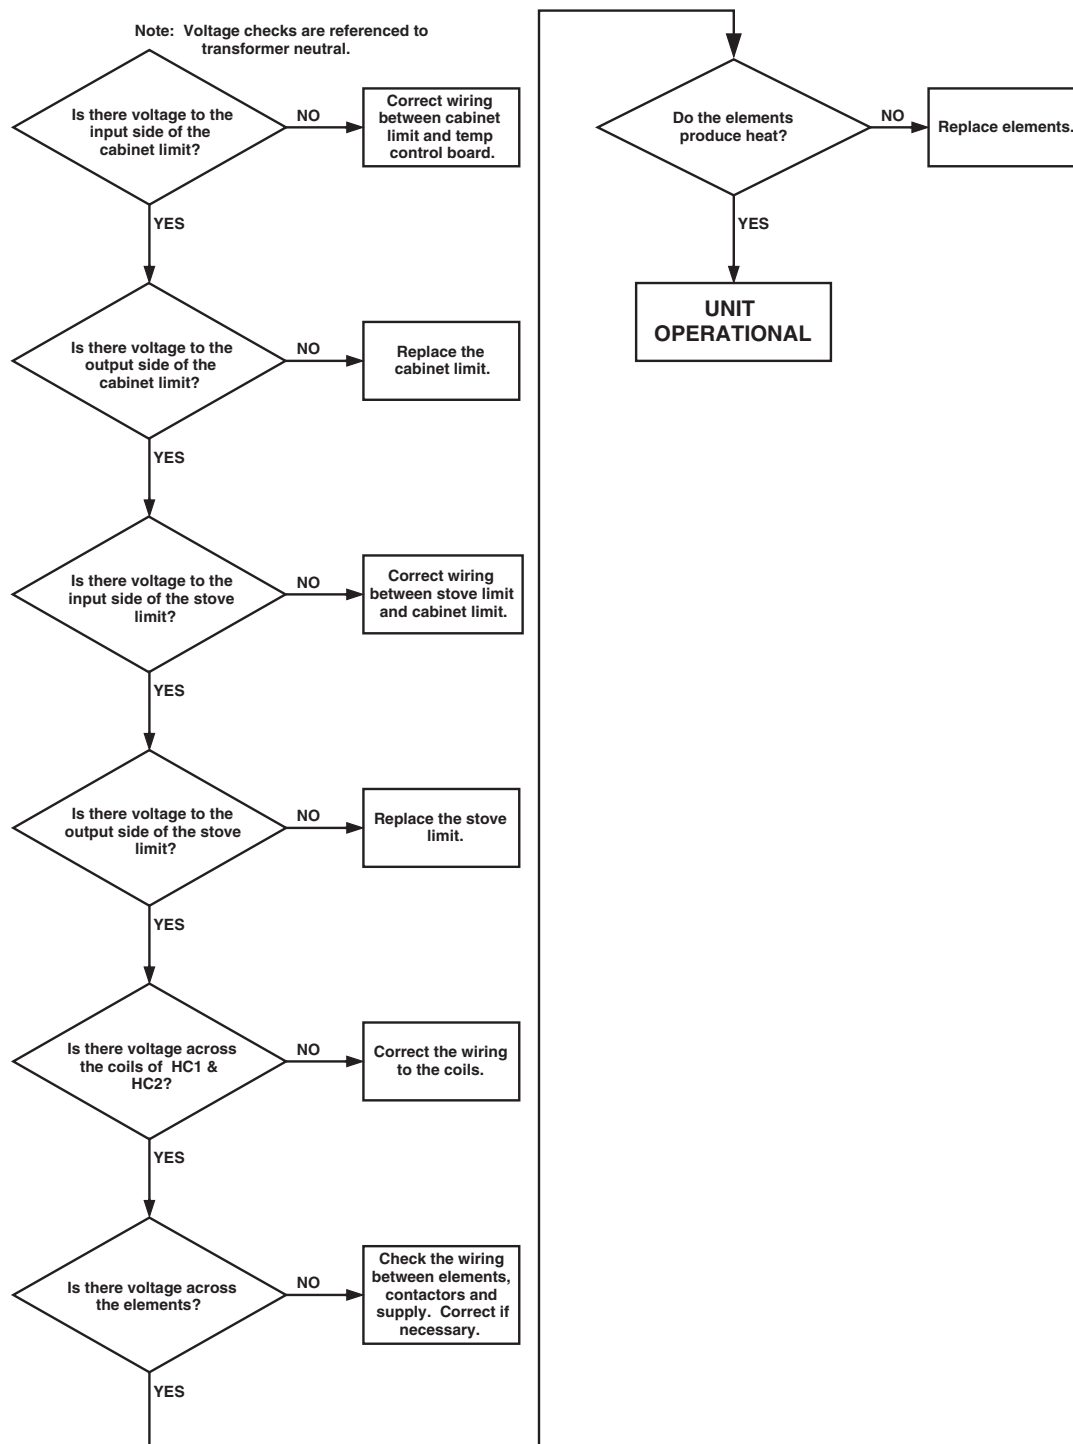 Note:  Voltage checks are referenced to
transformer neutral.
Is there voltage to the
input side of the
cabinet limit?
NO
Correct wiring
between cabinet
limit and temp
control board.
YES
Is there voltage to the
output side of the
cabinet limit?
NO
Replace the
cabinet limit.
YES
Is there voltage to the
input side of the stove
limit?
NO
Correct wiring
between stove limit
and cabinet limit.
YES
Is there voltage to the
output side of the stove
limit?
NO
Replace the stove
limit.
YES
Is there voltage across
the coils of  HC1 &
HC2?
NO
Correct the wiring
to the coils.
YES
Is there voltage across
the elements?
NO
Check the wiring
between elements,
contactors and
supply.  Correct if
necessary.
YES
Do the elements
produce heat?
NO
Replace elements.
YES
UNIT
OPERATIONAL